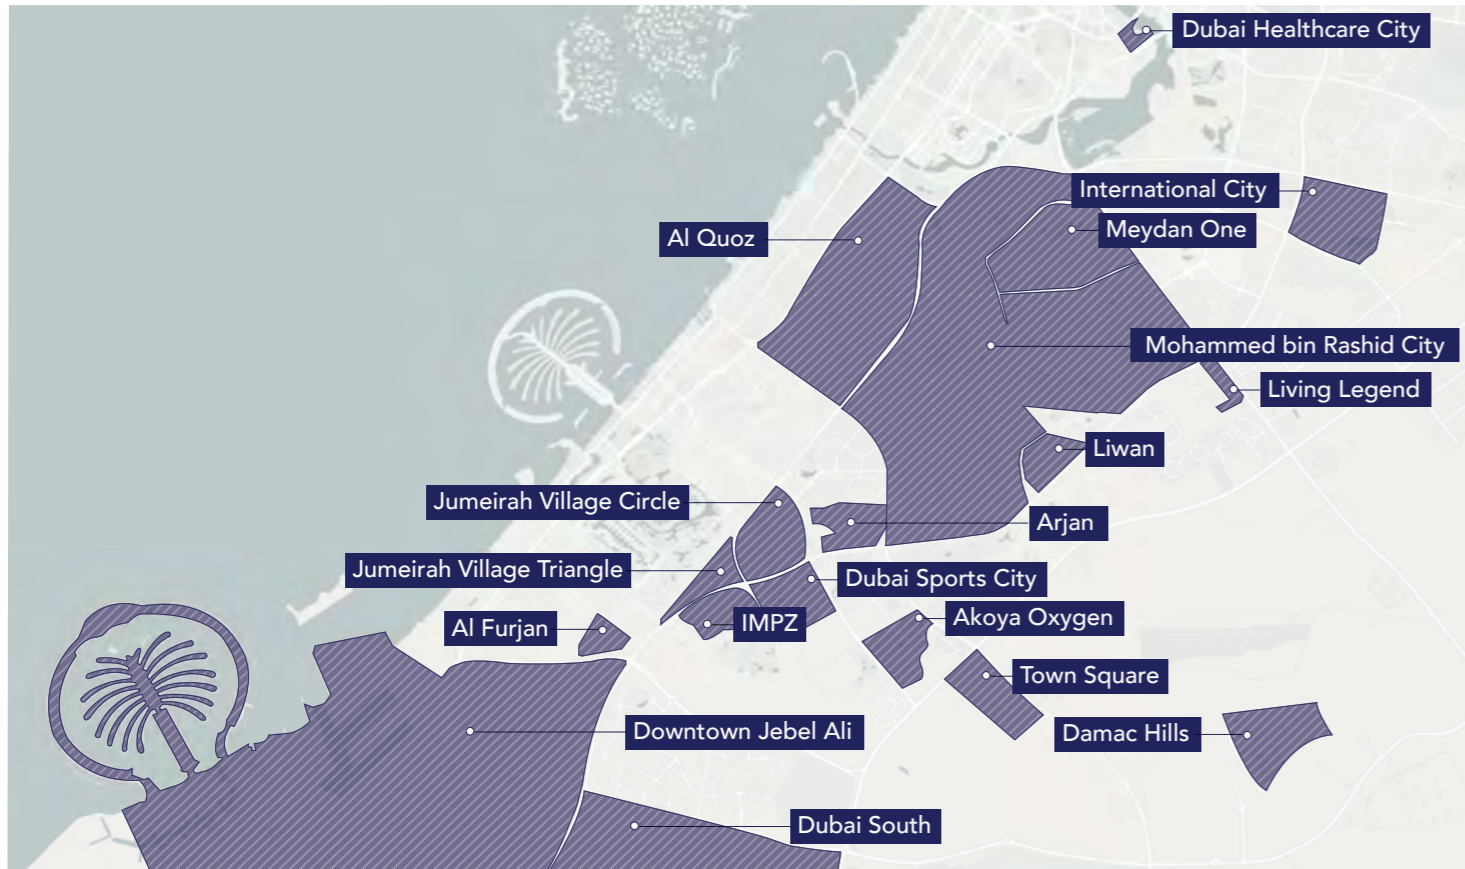 Dubai Healthcare City
International City
Meydan One
Al Quoz
Mohammed bin Rashid City
Living Legend
Liwan
Jumeirah Village Circle
Arjan
Jumeirah Village Triangle
Dubai Sports City
Akoya Oxygen
IMPZ
Al Furjan
Town Square
Downtown Jebel Ali
Damac Hills
Dubai South